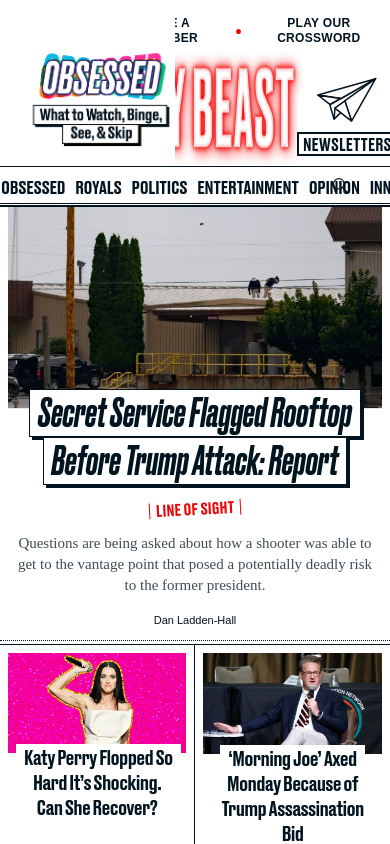 E A
BER
PLAY OUR
CROSSWORD
OBSESSED
What to Watch, Binge,
See, & Skip
Y BEAST
NEWSLETTERS
OBSESSED ROYALS POLITICS ENTERTAINMENT OPINION INN
Secret Service Flagged Rooftop
Before Trump Attack: Report
LINE OF SIGHT
Questions are being asked about how a shooter was able to
get to the vantage point that posed a potentially deadly risk
to the former president.
Dan Ladden-Hall
Katy Perry Flopped So
Hard It’s Shocking.
Can She Recover?
‘Morning Joe’ Axed
Monday Because of
Trump Assassination
Bid